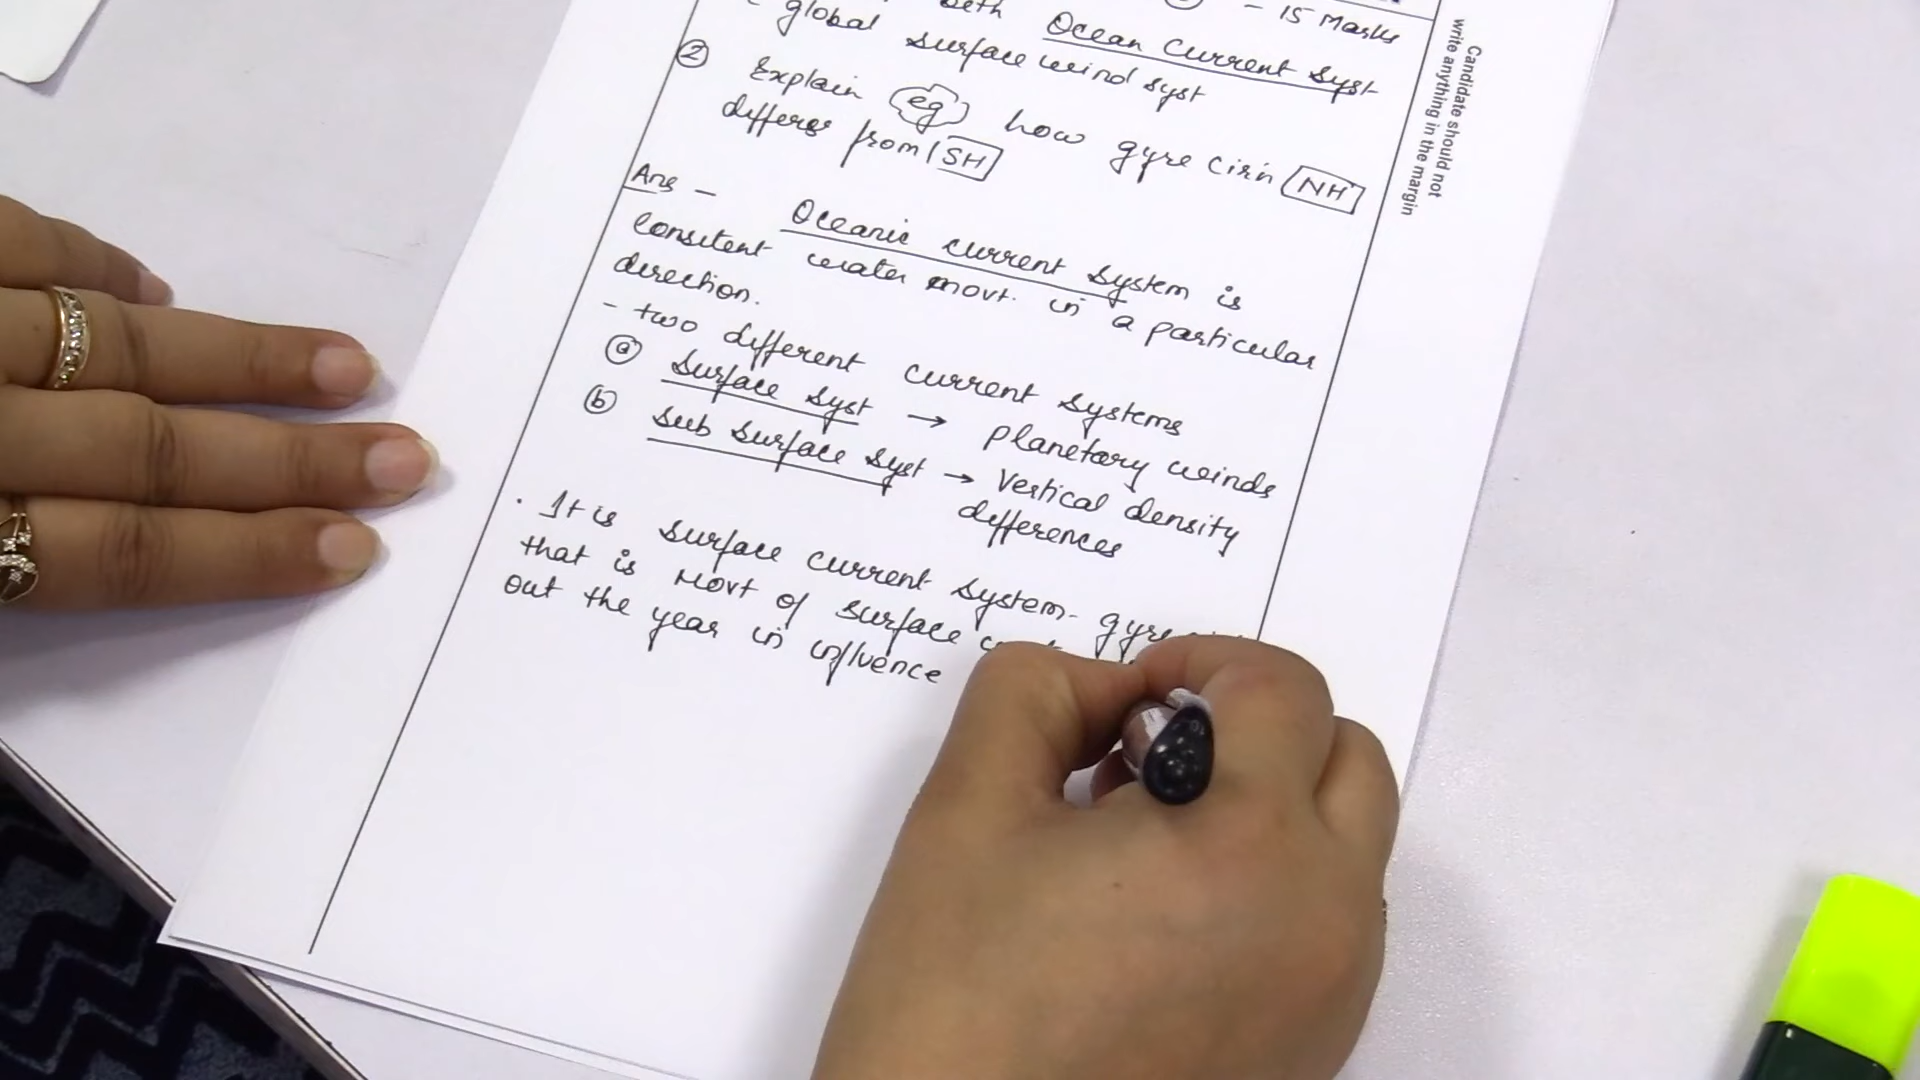 - 15 Marks
beth Ocean Current Syst
global surface wind syst
② Explain eg how gyre cirn NH
differs from SH
Ans - Oceanic current system is
consitent water movt. in a particular
direction.
- two different current systems
ⓐ Surface Syst → planetary winds
ⓑ Sub Surface Syst → Vertical density
differences
. It is surface current system- gyre
that is Movt of surface
out the year in influence
Candidate should not
write anything in the margin